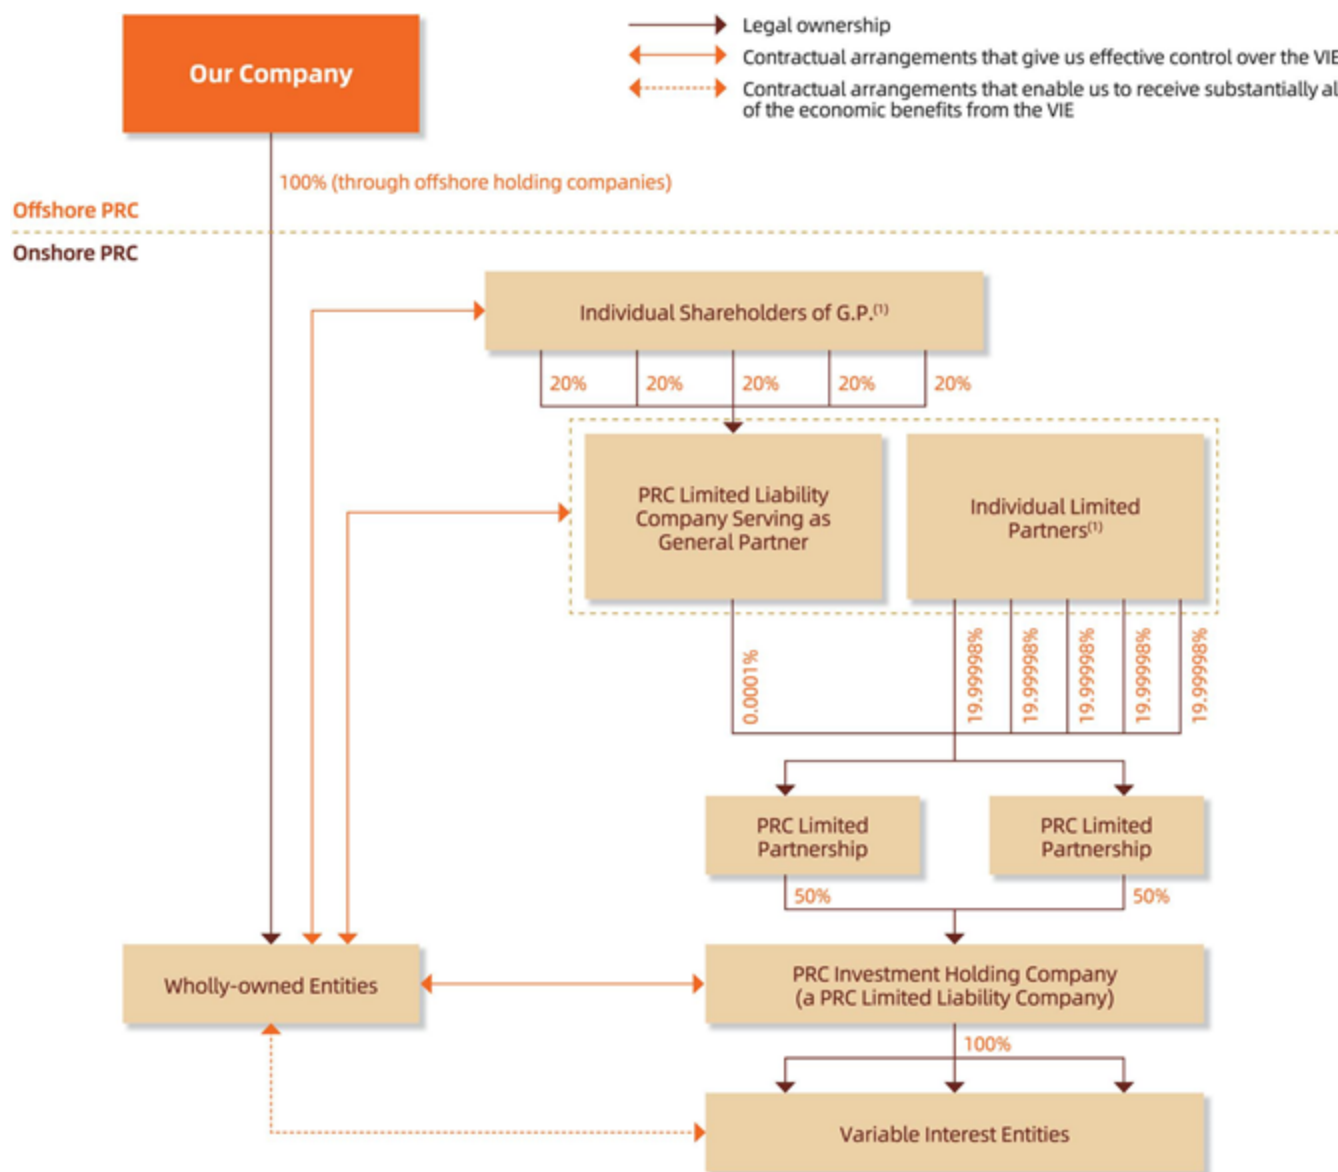 Our Company
Legal ownership
Contractual arrangements that give us effective control over the VIE
Contractual arrangements that enable us to receive substantially al
of the economic benefits from the VIE
100% (through offshore holding companies)
Offshore PRC
Onshore PRC
Individual Shareholders of G.P.(1)
20% 20% 20% 20% 20%
PRC Limited Liability
Company Serving as
General Partner
Individual Limited
Partners(1)
0.0001%
19.99998%
19.99998%
19.99998%
19.99998%
19.99998%
PRC Limited
Partnership
PRC Limited
Partnership
50%
50%
Wholly-owned Entities
PRC Investment Holding Company
(a PRC Limited Liability Company)
100%
Variable Interest Entities